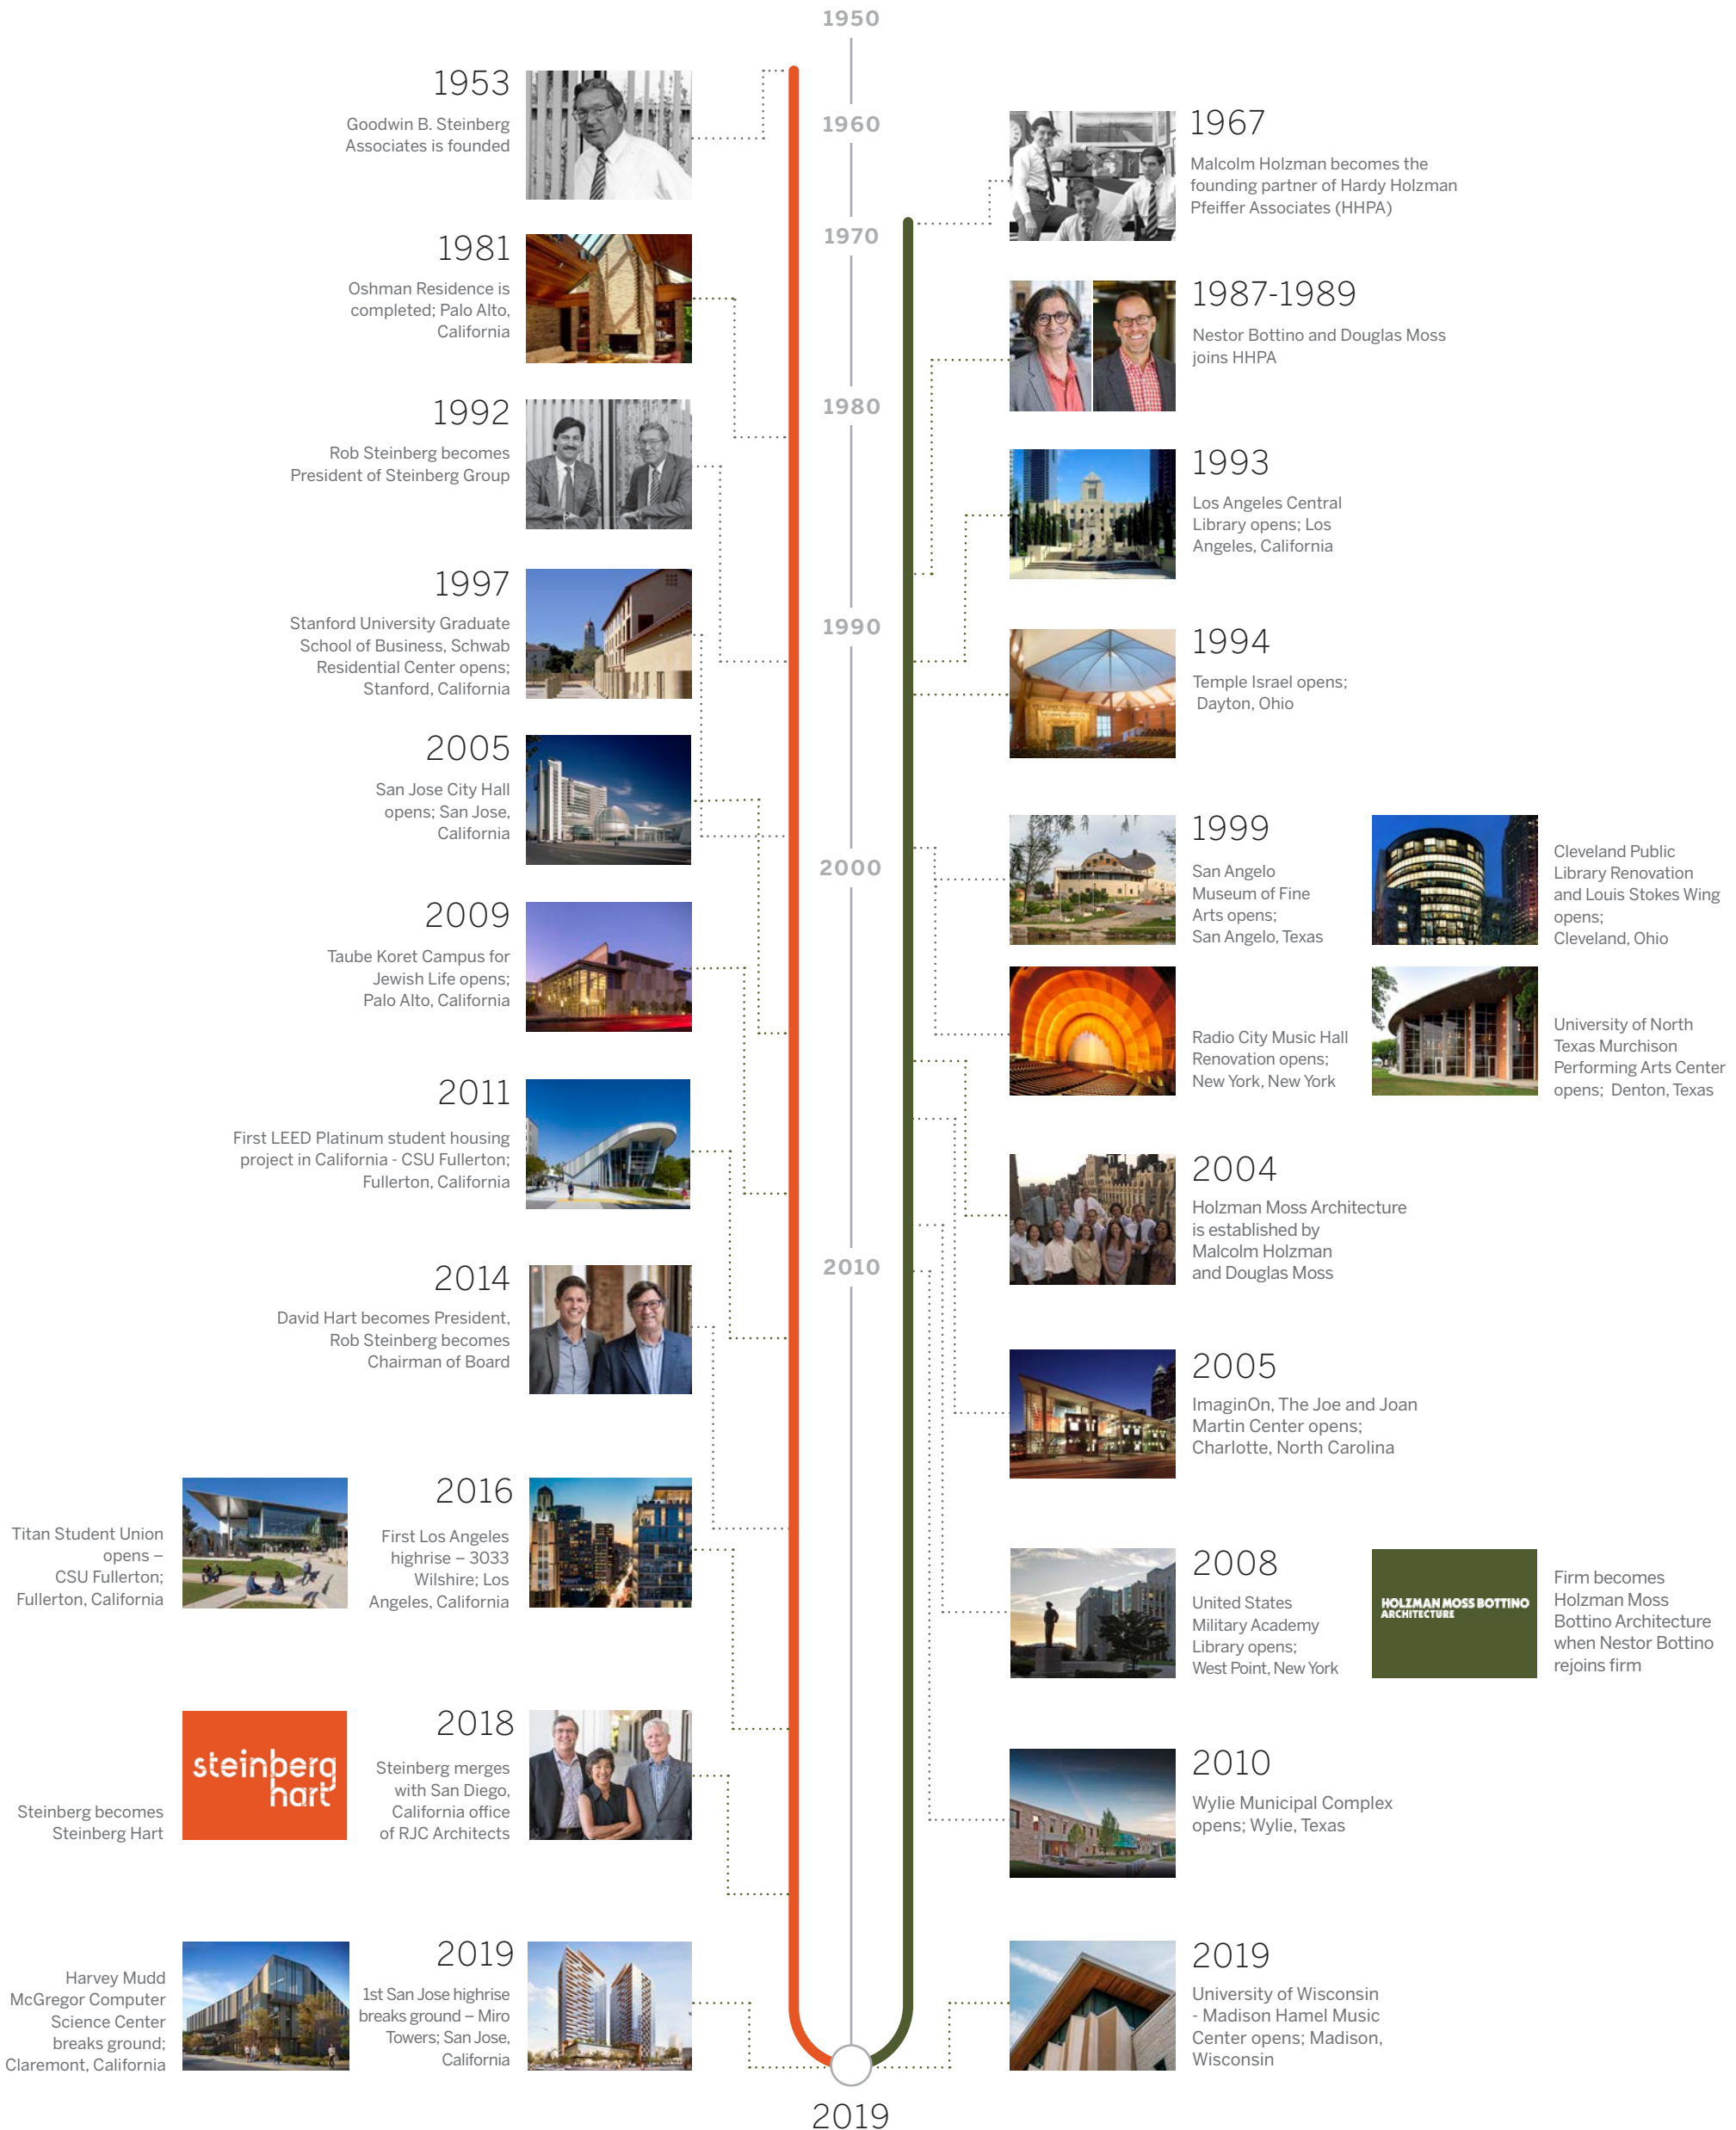 1950
1960
1970
1980
1990
2000
2010
2019
1953
Goodwin B. Steinberg
Associates is founded
1981
Oshman Residence is
completed; Palo Alto,
California
1992
Rob Steinberg becomes
President of Steinberg Group
1997
Stanford University Graduate
School of Business, Schwab
Residential Center opens;
Stanford, California
2005
San Jose City Hall
opens; San Jose,
California
2009
Taube Koret Campus for
Jewish Life opens;
Palo Alto, California
2011
First LEED Platinum student housing
project in California - CSU Fullerton;
Fullerton, California
2014
David Hart becomes President,
Rob Steinberg becomes
Chairman of Board
2016
First Los Angeles
highrise – 3033
Wilshire; Los
Angeles, California
Titan Student Union
opens –
CSU Fullerton;
Fullerton, California
2018
Steinberg merges
with San Diego,
California office
of RJC Architects
steinberg
hart
Steinberg becomes
Steinberg Hart
2019
1st San Jose highrise
breaks ground – Miro
Towers; San Jose,
California
Harvey Mudd
McGregor Computer
Science Center
breaks ground;
Claremont, California
1967
Malcolm Holzman becomes the
founding partner of Hardy Holzman
Pfeiffer Associates (HHPA)
1987-1989
Nestor Bottino and Douglas Moss
joins HHPA
1993
Los Angeles Central
Library opens; Los
Angeles, California
1994
Temple Israel opens;
Dayton, Ohio
1999
San Angelo
Museum of Fine
Arts opens;
San Angelo, Texas
Cleveland Public
Library Renovation
and Louis Stokes Wing
opens;
Cleveland, Ohio
Radio City Music Hall
Renovation opens;
New York, New York
University of North
Texas Murchison
Performing Arts Center
opens; Denton, Texas
2004
Holzman Moss Architecture
is established by
Malcolm Holzman
and Douglas Moss
2005
ImaginOn, The Joe and Joan
Martin Center opens;
Charlotte, North Carolina
2008
United States
Military Academy
Library opens;
West Point, New York
HOLZMAN MOSS BOTTINO
ARCHITECTURE
Firm becomes
Holzman Moss
Bottino Architecture
when Nestor Bottino
rejoins firm
2010
Wylie Municipal Complex
opens; Wylie, Texas
2019
University of Wisconsin
- Madison Hamel Music
Center opens; Madison,
Wisconsin